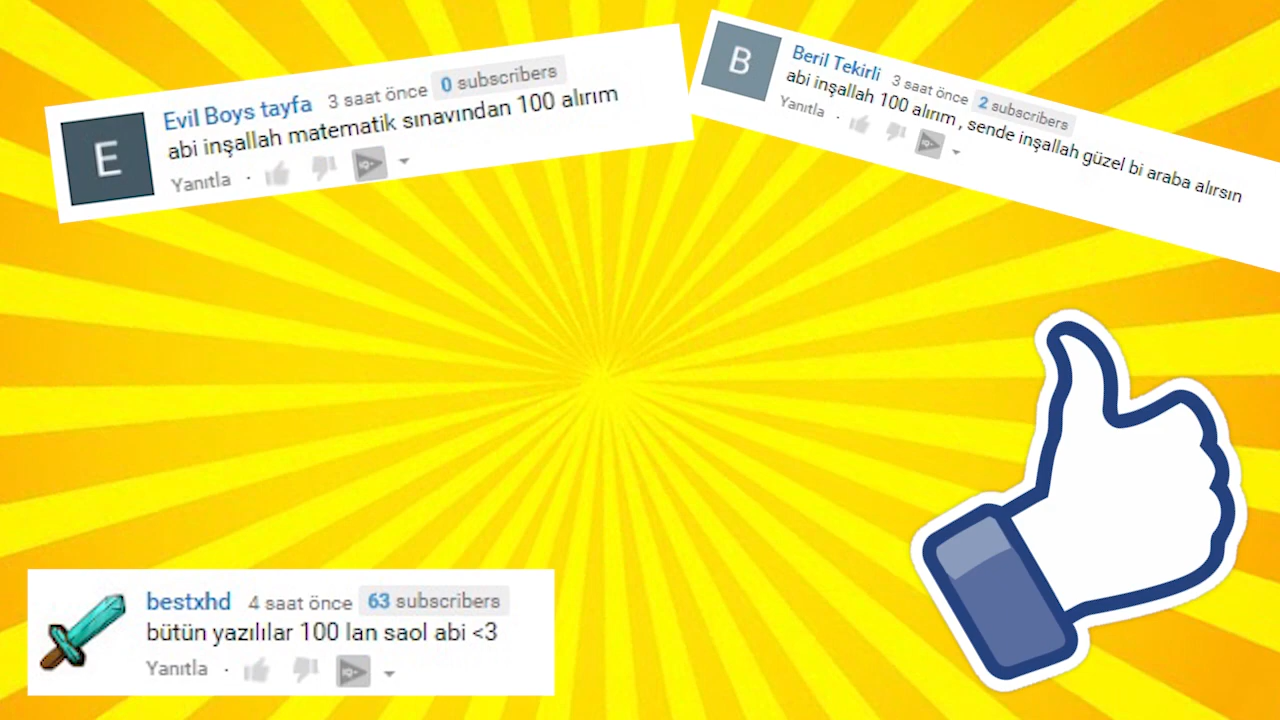 E
Evil Boys tayfa 3 saat önce 0 subscribers
abi inşallah matematik sınavından 100 alırım
Yanıtla ·
B
Beril Tekirli 3 saat önce 2 subscribers
abi inşallah 100 alırım , sende inşallah güzel bi araba alırsın
Yanıtla ·
bestxhd 4 saat önce 63 subscribers
bütün yazılılar 100 lan saol abi <3
Yanıtla ·